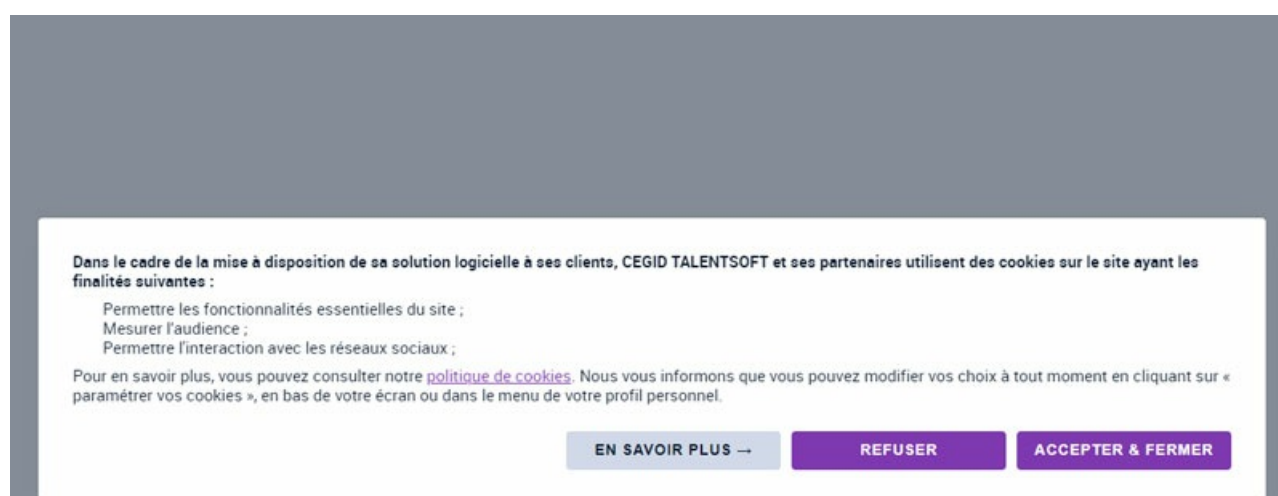 Dans le cadre de la mise à disposition de sa solution logicielle à ses clients, CEGID TALENTSOFT et ses partenaires utilisent des cookies sur le site ayant les
finalités suivantes :
Permettre les fonctionnalités essentielles du site ;
Mesurer l'audience ;
Permettre l'interaction avec les réseaux sociaux ;
Pour en savoir plus, vous pouvez consulter notre politique de cookies. Nous vous informons que vous pouvez modifier vos choix à tout moment en cliquant sur «
paramétrer vos cookies », en bas de votre écran ou dans le menu de votre profil personnel.
EN SAVOIR PLUS → REFUSER ACCEPTER & FERMER